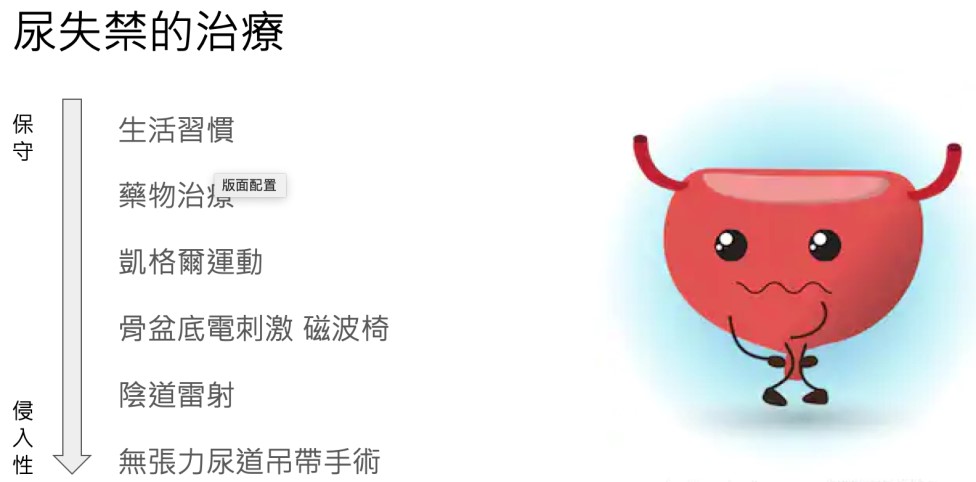 尿失禁的治療
保守
生活習慣
藥物治療
版面配置
凱格爾運動
骨盆底電刺激 磁波椅
陰道雷射
侵入性
無張力尿道吊帶手術